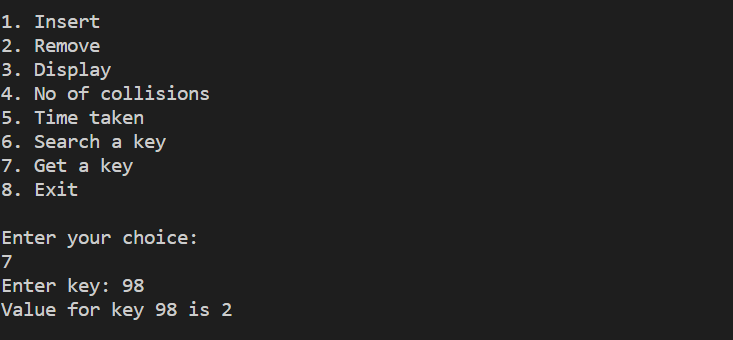 1. Insert
2. Remove
3. Display
4. No of collisions
5. Time taken
6. Search a key
7. Get a key
8. Exit
Enter your choice:
7
Enter key: 98
Value for key 98 is 2